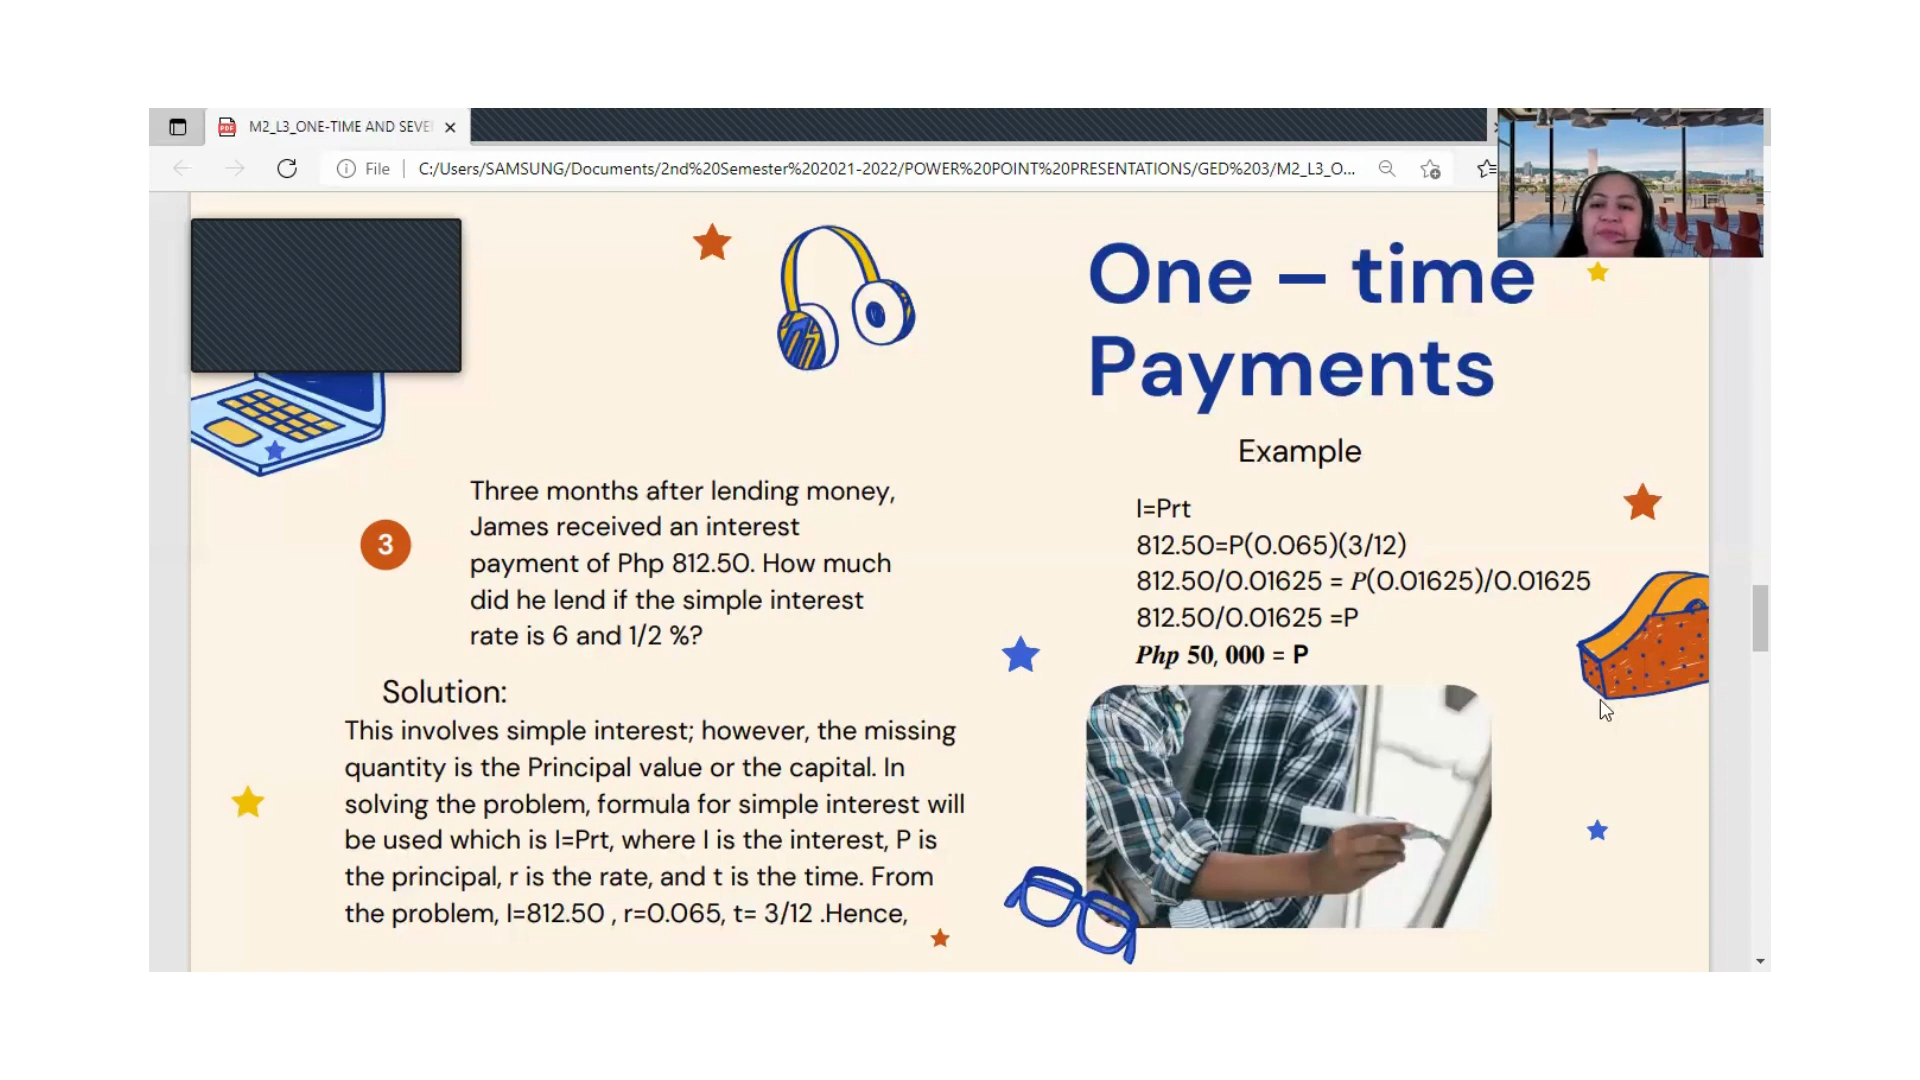 M2_L3_ONE-TIME AND SEVE
File
C:/Users/SAMSUNG/Documents/2nd%20Semester%202021-2022/POWER%20POINT%20PRESENTATIONS/GED%203/M2_L3_O...
One – time
Payments
Example
3
Three months after lending money,
James received an interest
payment of Php 812.50. How much
did he lend if the simple interest
rate is 6 and 1/2 %?
Solution:
This involves simple interest; however, the missing
quantity is the Principal value or the capital. In
solving the problem, formula for simple interest will
be used which is I=Prt, where I is the interest, P is
the principal, r is the rate, and t is the time. From
the problem, I=812.50 , r=0.065, t= 3/12 .Hence,
I=Prt
812.50=P(0.065)(3/12)
812.50/0.01625 = P(0.01625)/0.01625
812.50/0.01625 =P
Php 50, 000 = P